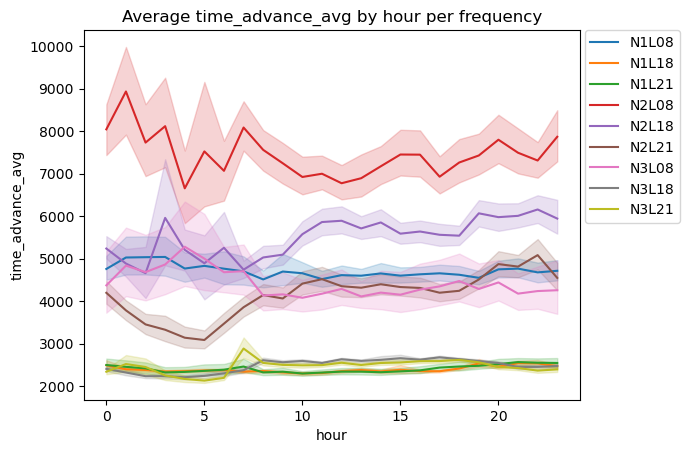 Average time_advance_avg by hour per frequency
time_advance_avg
10000
9000
8000
7000
6000
5000
4000
3000
2000
0
5
10
15
20
hour
N1L08
N1L18
N1L21
N2L08
N2L18
N2L21
N3L08
N3L18
N3L21